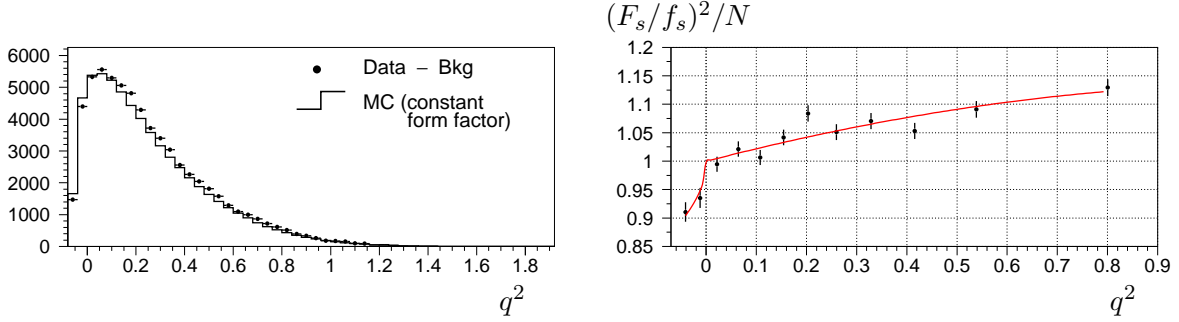 6000
5000
4000
3000
2000
1000
0
Data − Bkg
MC (constant
form factor)
0 0.2 0.4 0.6 0.8 1.0 1.2 1.4 1.6 1.8
q²
(F_s/f_s)²/N
1.2
1.15
1.1
1.05
1
0.95
0.9
0.85
0 0.1 0.2 0.3 0.4 0.5 0.6 0.7 0.8 0.9
q²